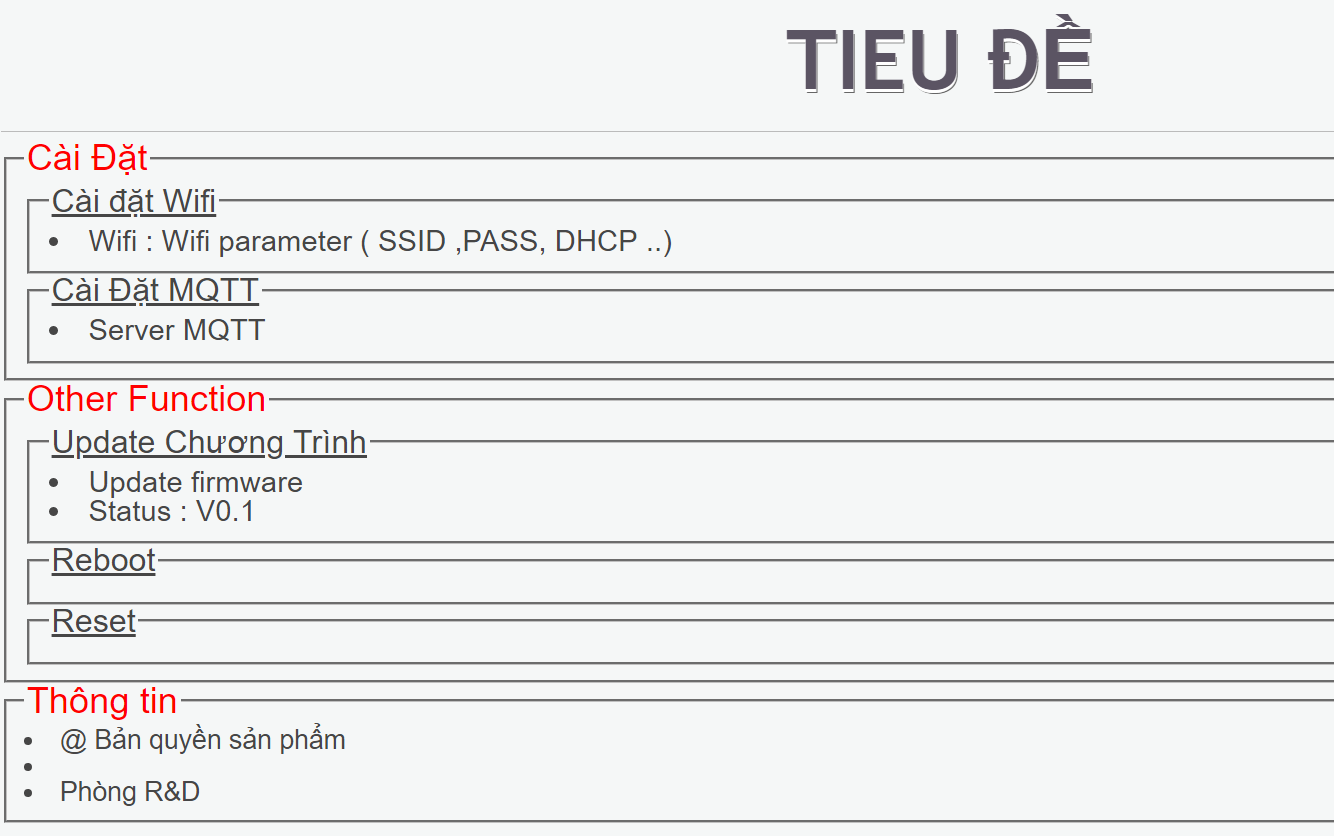 TIEU ĐỀ
Cài Đặt
Cài đặt Wifi
Wifi : Wifi parameter ( SSID ,PASS, DHCP ..)
Cài Đặt MQTT
Server MQTT
Other Function
Update Chương Trình
Update firmware
Status : V0.1
Reboot
Reset
Thông tin
@ Bản quyền sản phẩm
Phòng R&D